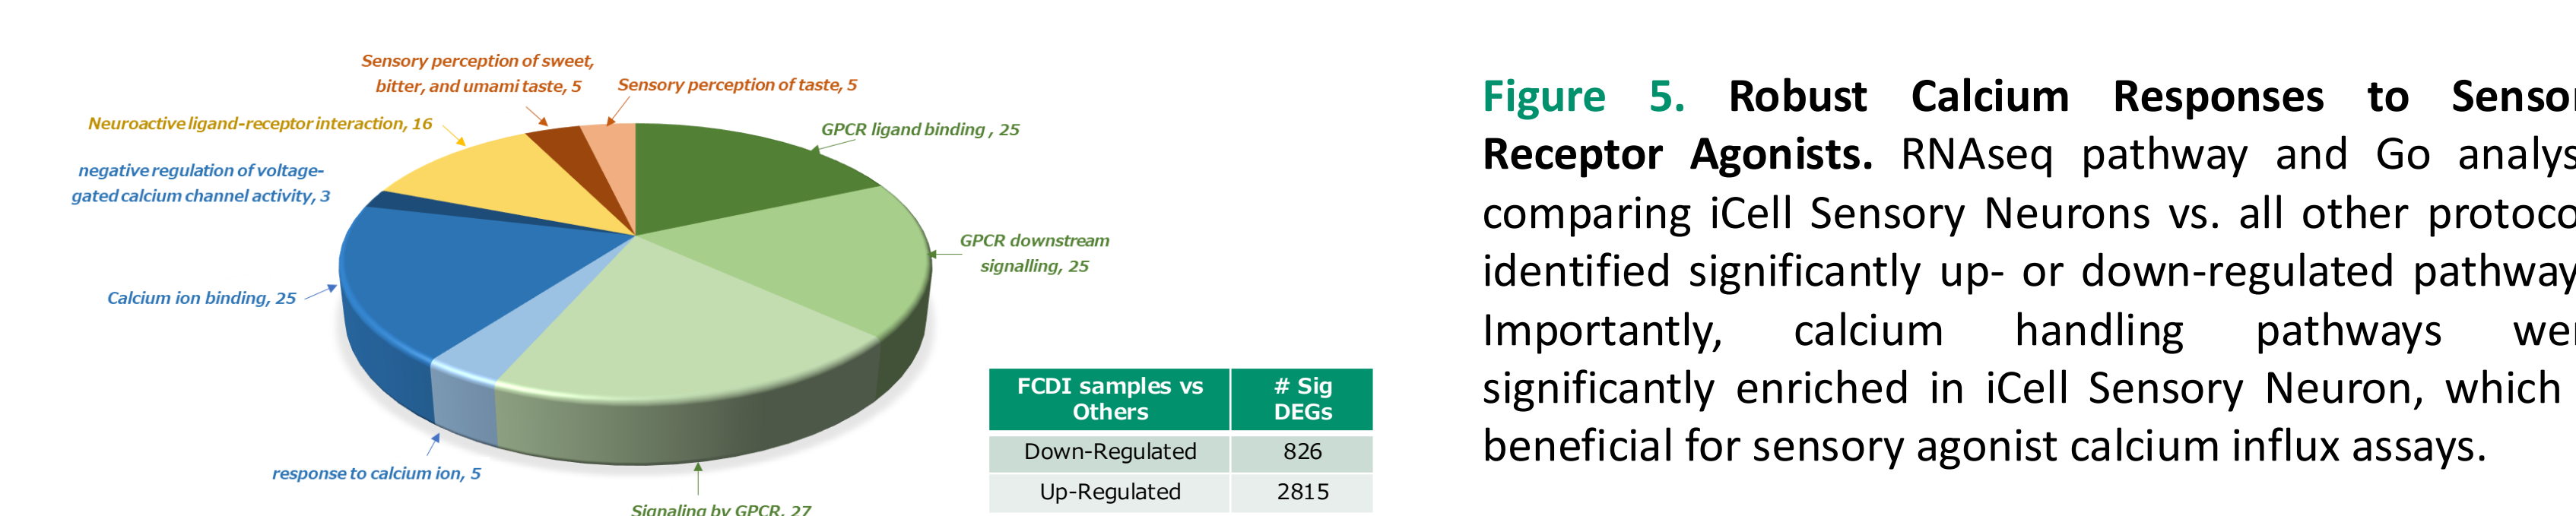 Sensory perception of sweet,
bitter, and umami taste, 5
Sensory perception of taste, 5
Neuroactive ligand-receptor interaction, 16
GPCR ligand binding , 25
negative regulation of voltage-
gated calcium channel activity, 3
GPCR downstream
signalling, 25
Calcium ion binding, 25
response to calcium ion, 5
Signaling by GPCR, 27
FCDI samples vs
Others
# Sig
DEGs
Down-Regulated 826
Up-Regulated 2815
Figure 5. Robust Calcium Responses to Sensor
Receptor Agonists. RNAseq pathway and Go analys
comparing iCell Sensory Neurons vs. all other protoco
identified significantly up- or down-regulated pathway
Importantly, calcium handling pathways we
significantly enriched in iCell Sensory Neuron, which
beneficial for sensory agonist calcium influx assays.